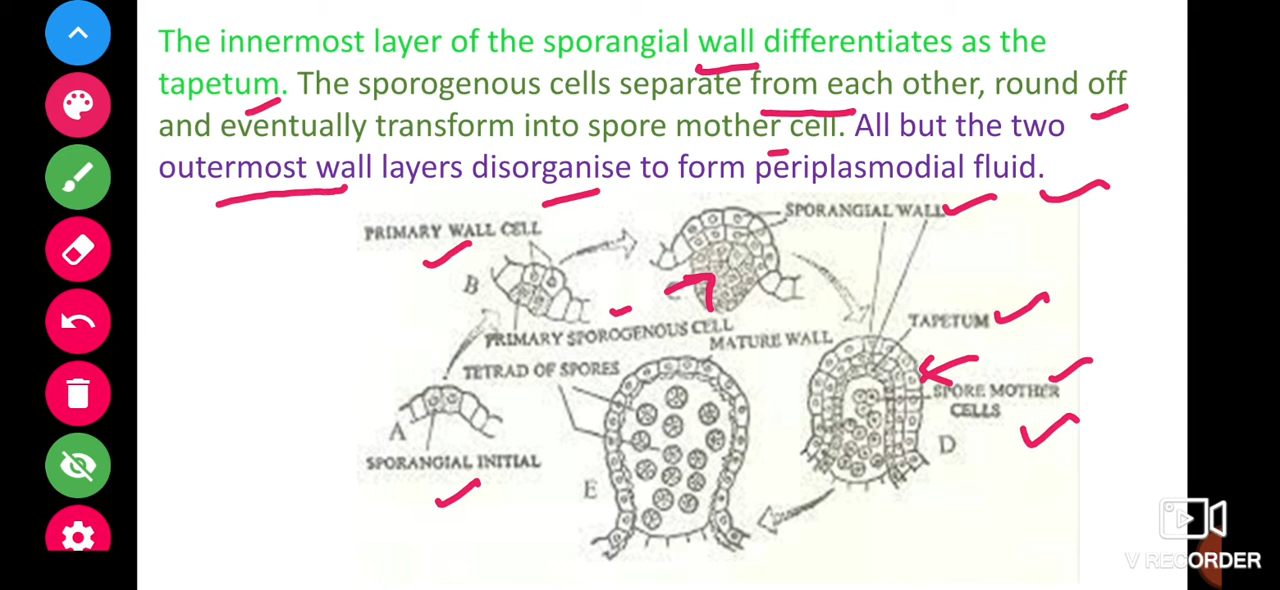 The innermost layer of the sporangial wall differentiates as the
tapetum. The sporogenous cells separate from each other, round off
and eventually transform into spore mother cell. All but the two
outermost wall layers disorganise to form periplasmodial fluid.
SPORANGIAL WALL
PRIMARY WALL CELL
B
TAPETUM
PRIMARY SPOROGENOUS CELL
MATURE WALL
TETRAD OF SPORES
SPORE MOTHER
CELLS
A
D
SPORANGIAL INITIAL
E
V RECORDER